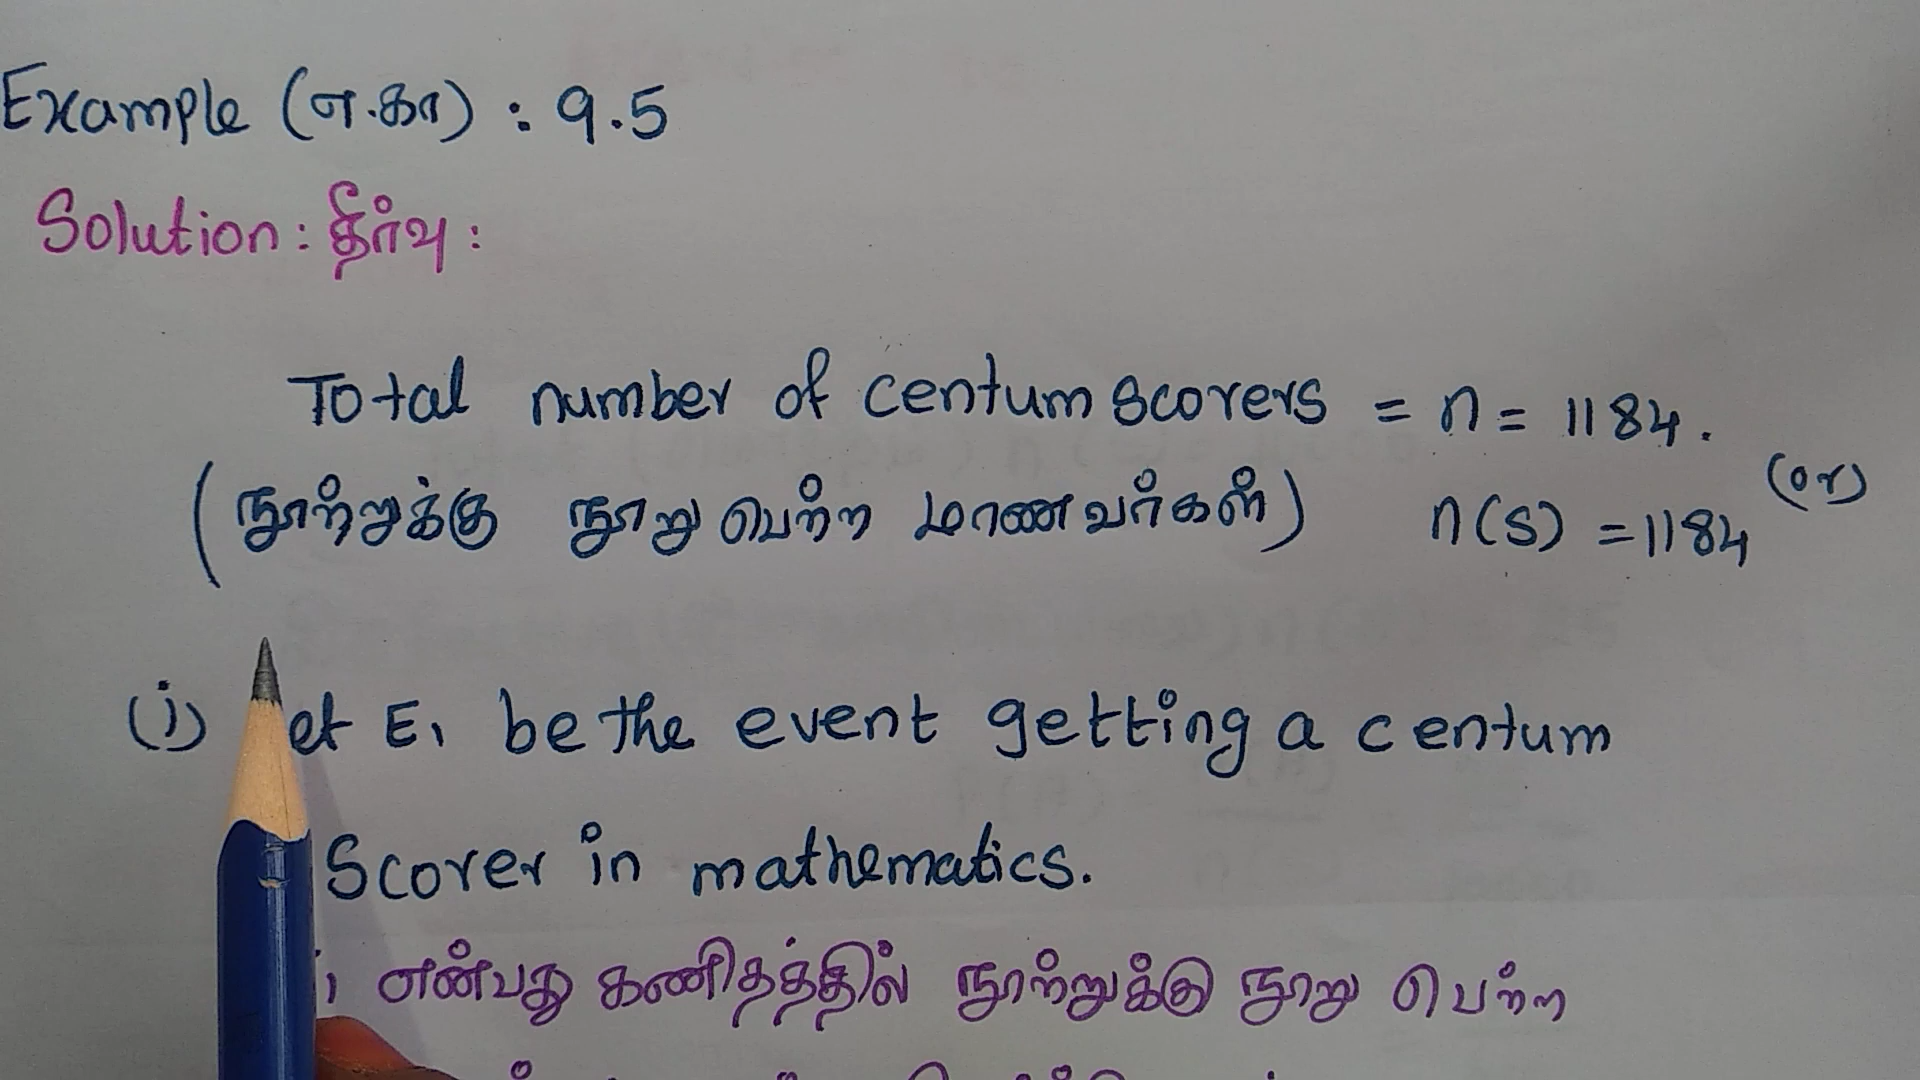 Example (எ.கா) : 9.5
Solution: தீர்வு :
Total number of centum scorers = n = 1184. (or)
(நூற்றுக்கு நூறு பெற்ற மாணவர்கள்) n(S) = 1184
(i) et E₁ be the event getting a centum
Scorer in mathematics.
என்பது கணிதத்தில் நூற்றுக்கு நூறு பெற்ற